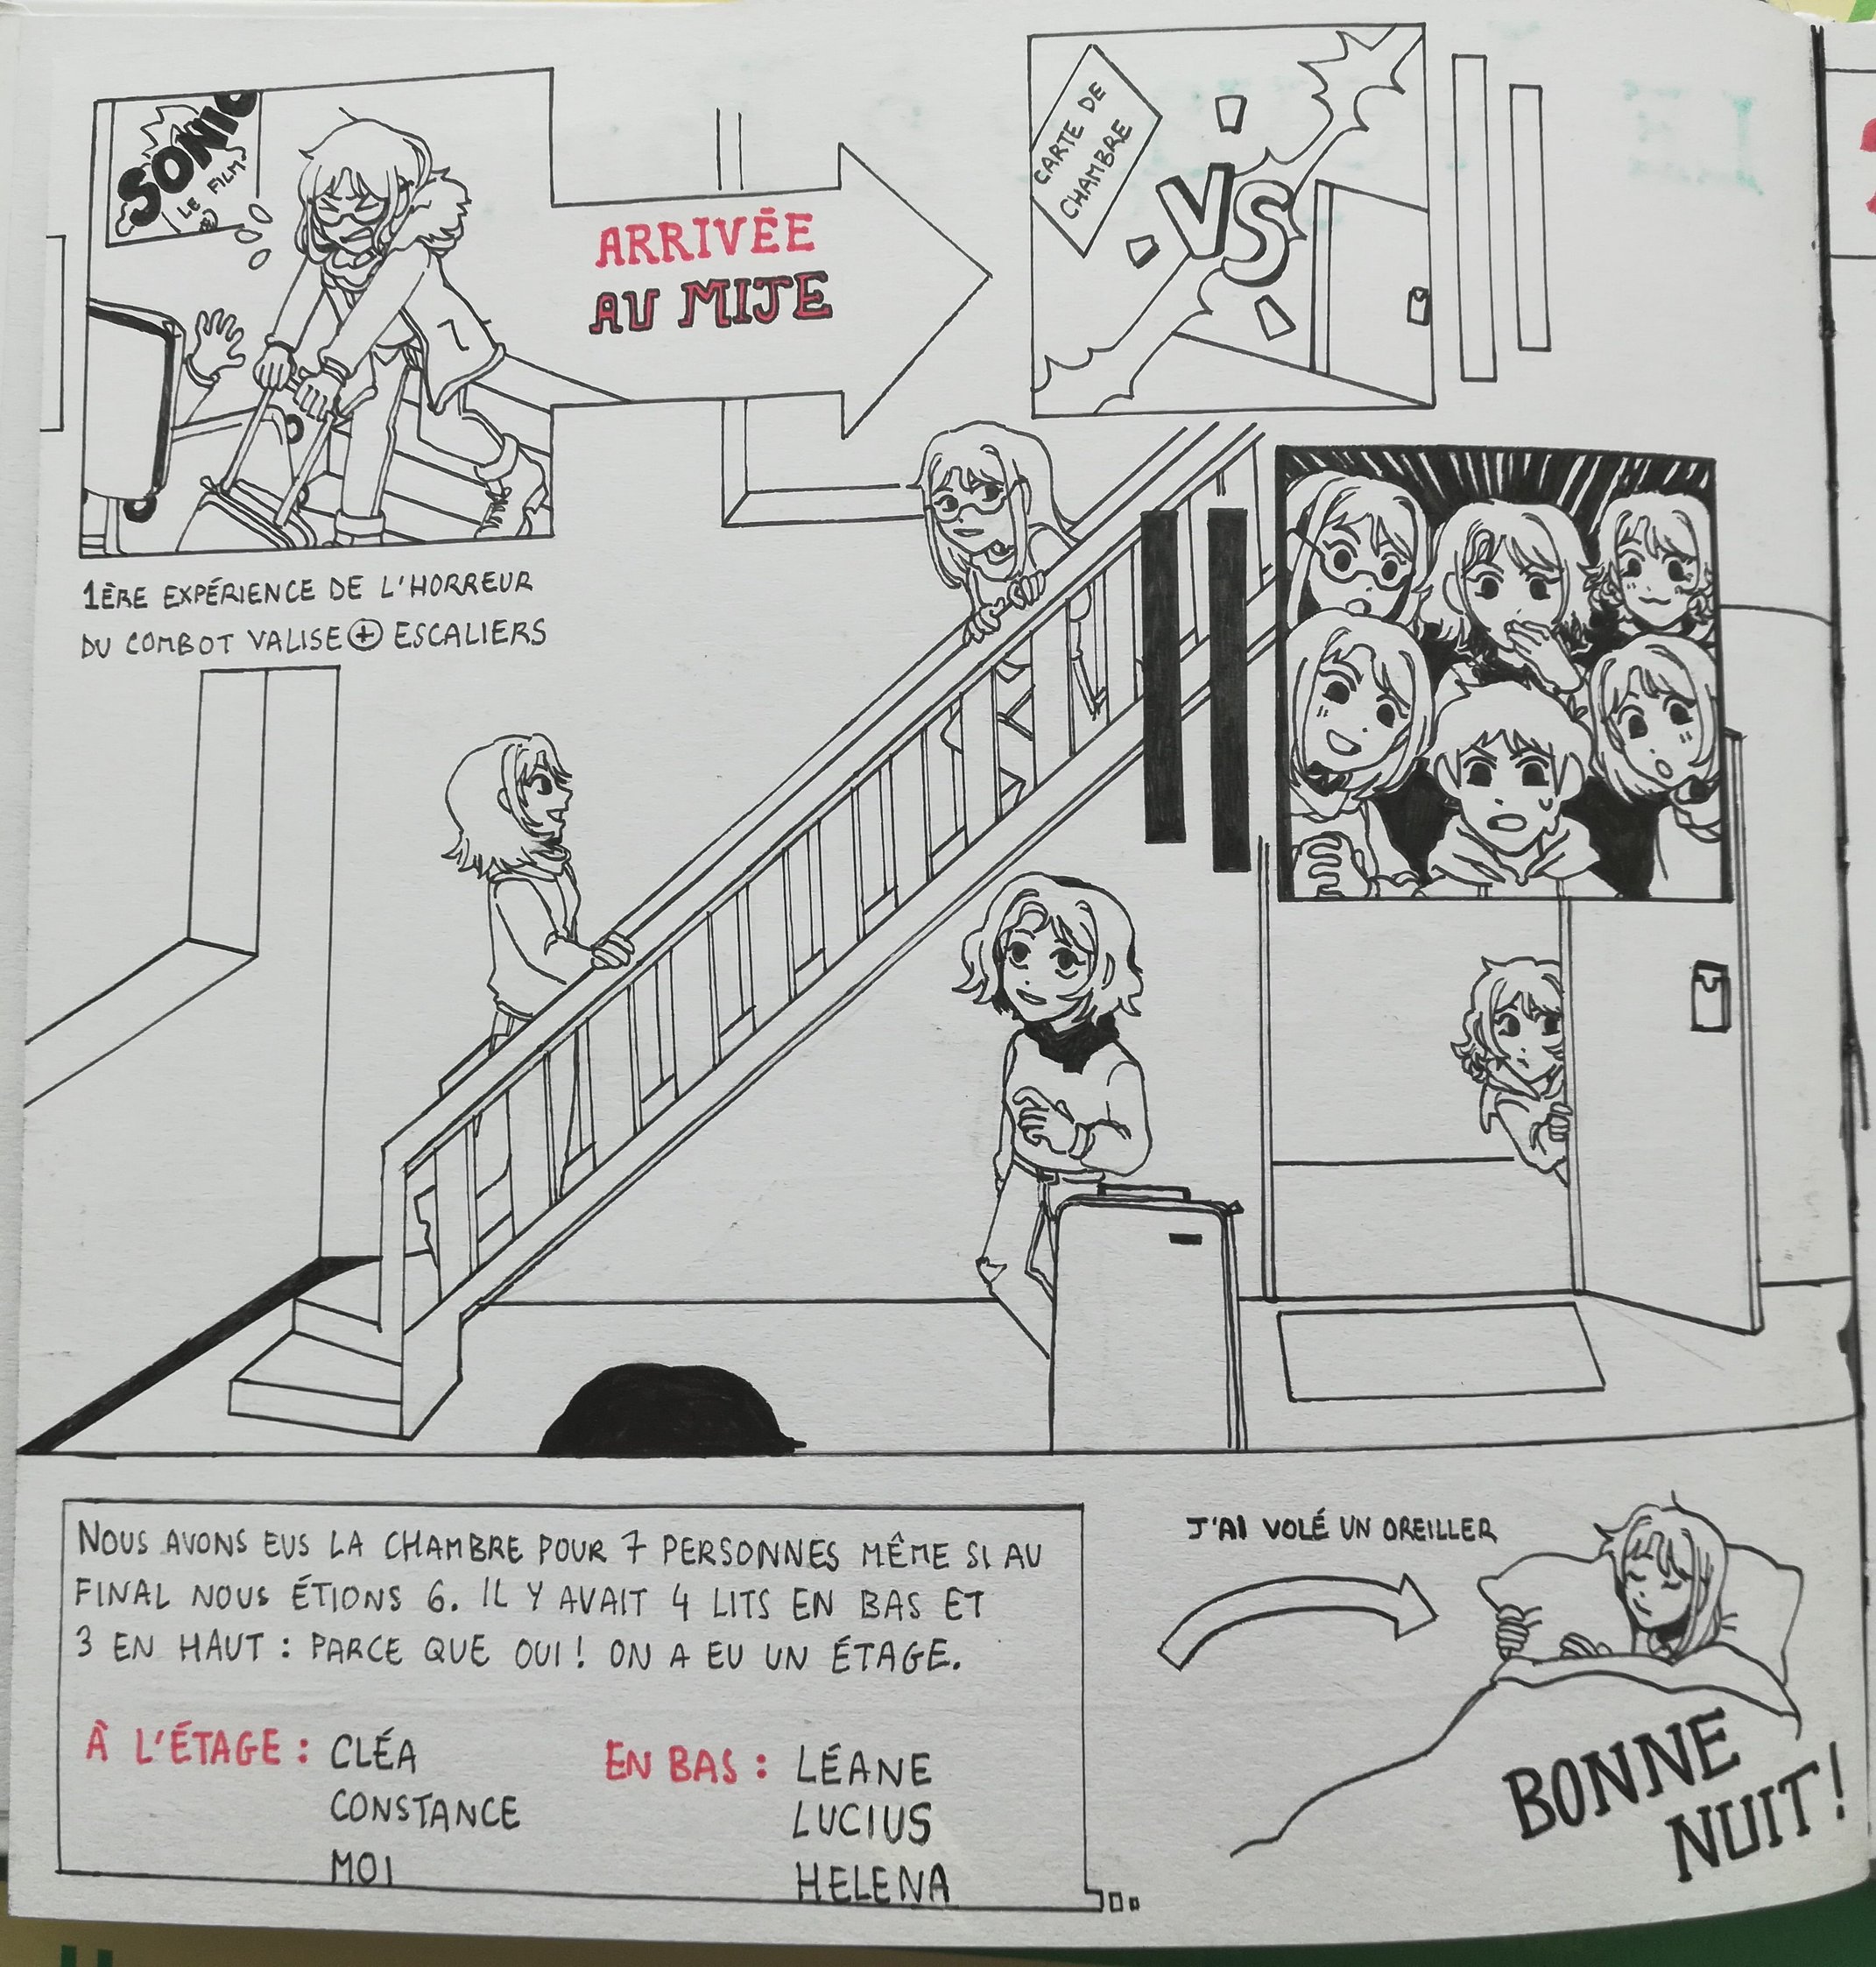 SONIC
LE
FILM
ARRIVÉE
AU MIJE
CARTE DE
CHAMBRE
VS
1ÈRE EXPÉRIENCE DE L'HORREUR
DU COMBOT VALISE + ESCALIERS
NOUS AVONS EUS LA CHAMBRE POUR 7 PERSONNES MÊME SI AU
FINAL NOUS ÉTIONS 6. IL Y AVAIT 4 LITS EN BAS ET
3 EN HAUT : PARCE QUE OUI ! ON A EU UN ÉTAGE.
À L'ÉTAGE : CLÉA
CONSTANCE
MOI
EN BAS : LÉANE
LUCIUS
HELENA
J'AI VOLÉ UN OREILLER
BONNE
NUIT !